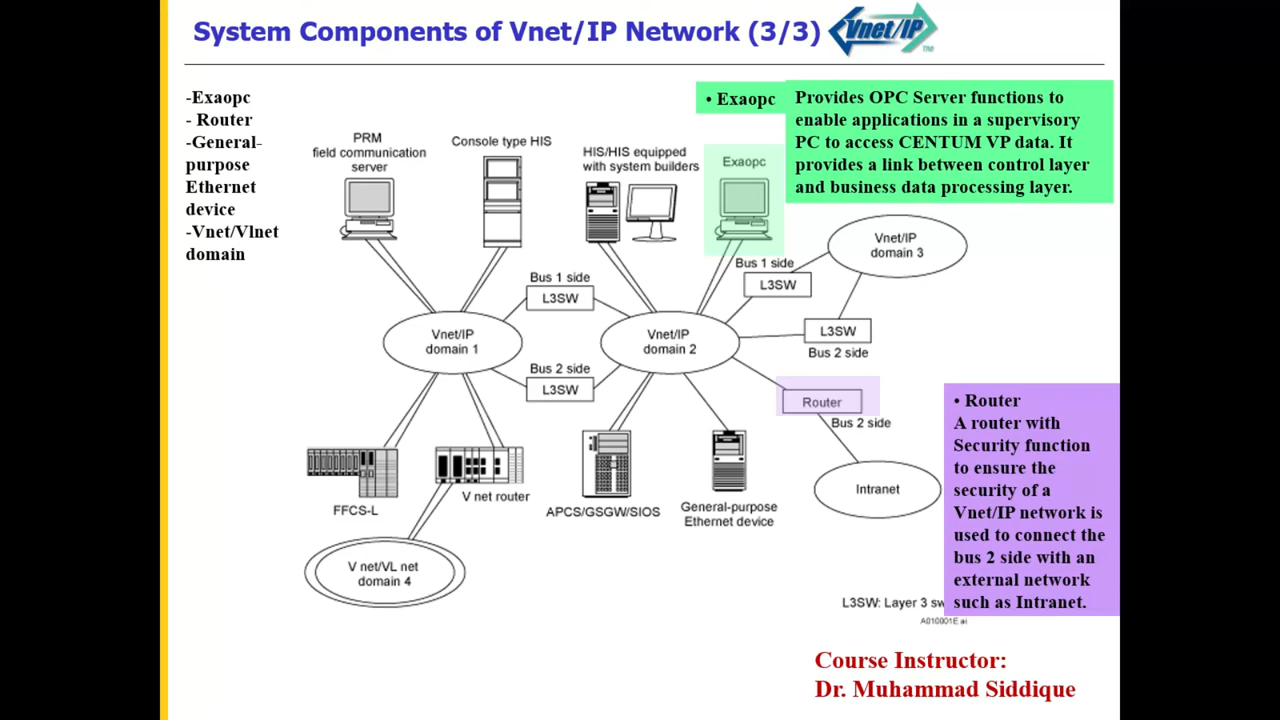 System Components of Vnet/IP Network (3/3)
Vnet/IP
TM
-Exaopc
- Router
-General-
purpose
Ethernet
device
-Vnet/Vlnet
domain
• Exaopc
Provides OPC Server functions to
enable applications in a supervisory
PC to access CENTUM VP data. It
provides a link between control layer
and business data processing layer.
PRM
field communication
server
Console type HIS
HIS/HIS equipped
with system builders
Exaopc
Vnet/IP
domain 3
Bus 1 side
L3SW
Bus 1 side
L3SW
Vnet/IP
domain 1
Vnet/IP
domain 2
L3SW
Bus 2 side
Bus 2 side
L3SW
Router
Bus 2 side
• Router
A router with
Security function
to ensure the
security of a
Vnet/IP network is
used to connect the
bus 2 side with an
external network
such as Intranet.
FFCS-L
V net router
APCS/GSGW/SIOS
General-purpose
Ethernet device
Intranet
V net/VL net
domain 4
L3SW: Layer 3
A010001E.ai
Course Instructor:
Dr. Muhammad Siddique